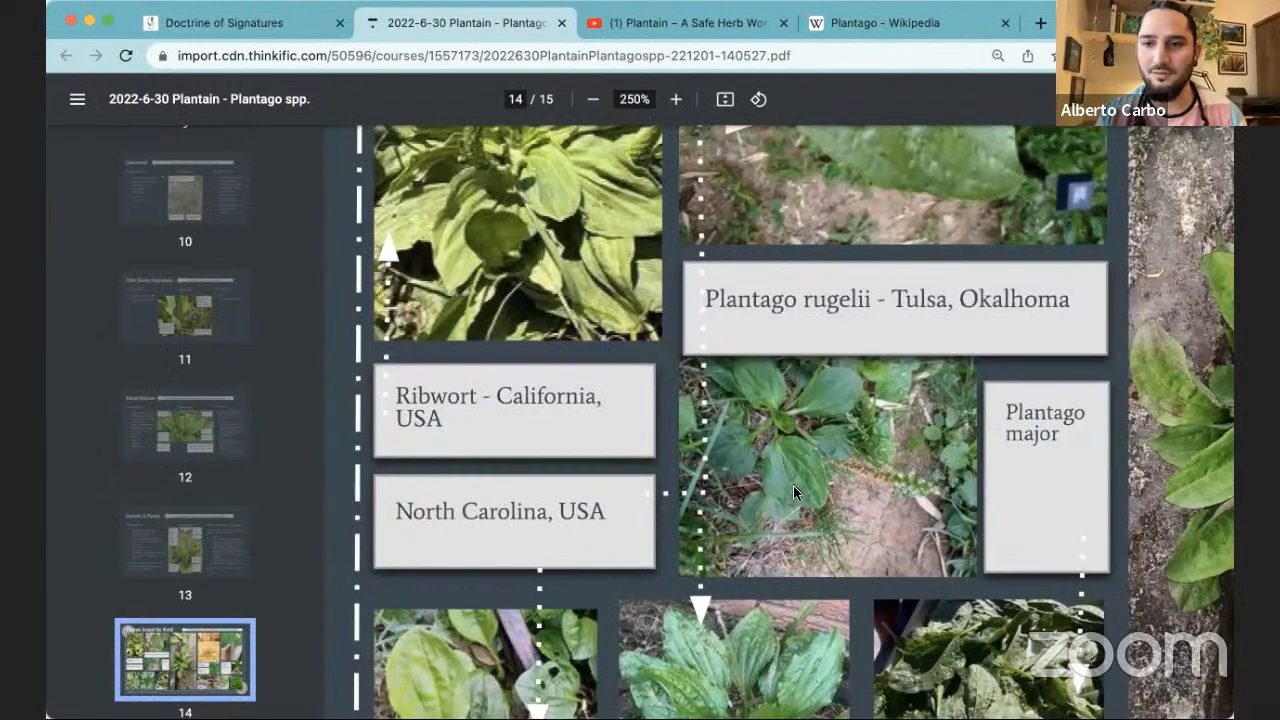 Doctrine of Signatures
2022-6-30 Plantain - Plantage
(1) Plantain – A Safe Herb Wor
Plantago - Wikipedia
import.cdn.thinkific.com/50596/courses/1557173/2022630PlantainPlantagospp-221201-140527.pdf
2022-6-30 Plantain - Plantago spp.
14 / 15
250%
Alberto Carbo
10
11
12
13
14
Plantago rugelii - Tulsa, Okalhoma
Ribwort - California,
USA
North Carolina, USA
Plantago
major
zoom